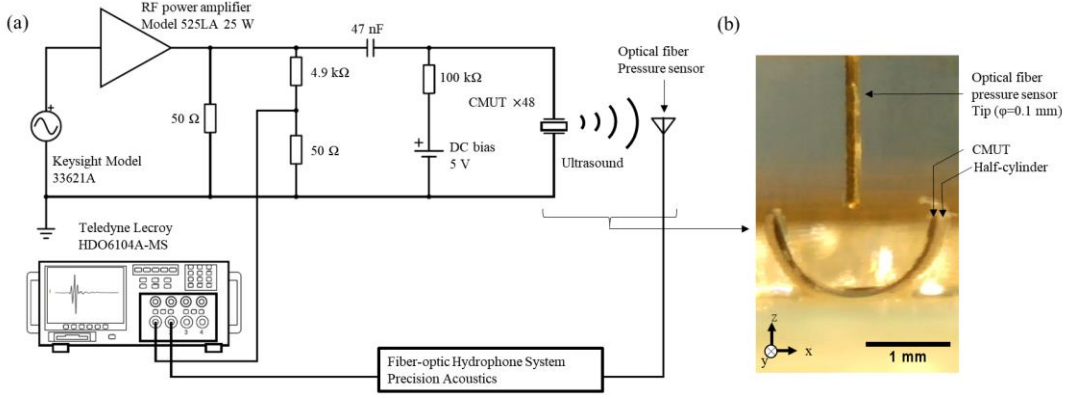 (a)
RF power amplifier
Model 525LA 25 W
47 nF
4.9 kΩ
100 kΩ
50 Ω
50 Ω
+
Keysight Model
33621A
+
DC bias
5 V
CMUT ×48
Ultrasound
Optical fiber
Pressure sensor
Teledyne Lecroy
HDO6104A-MS
3
4
Fiber-optic Hydrophone System
Precision Acoustics
(b)
Optical fiber
pressure sensor
Tip (φ=0.1 mm)
CMUT
Half-cylinder
z
y
x
1 mm